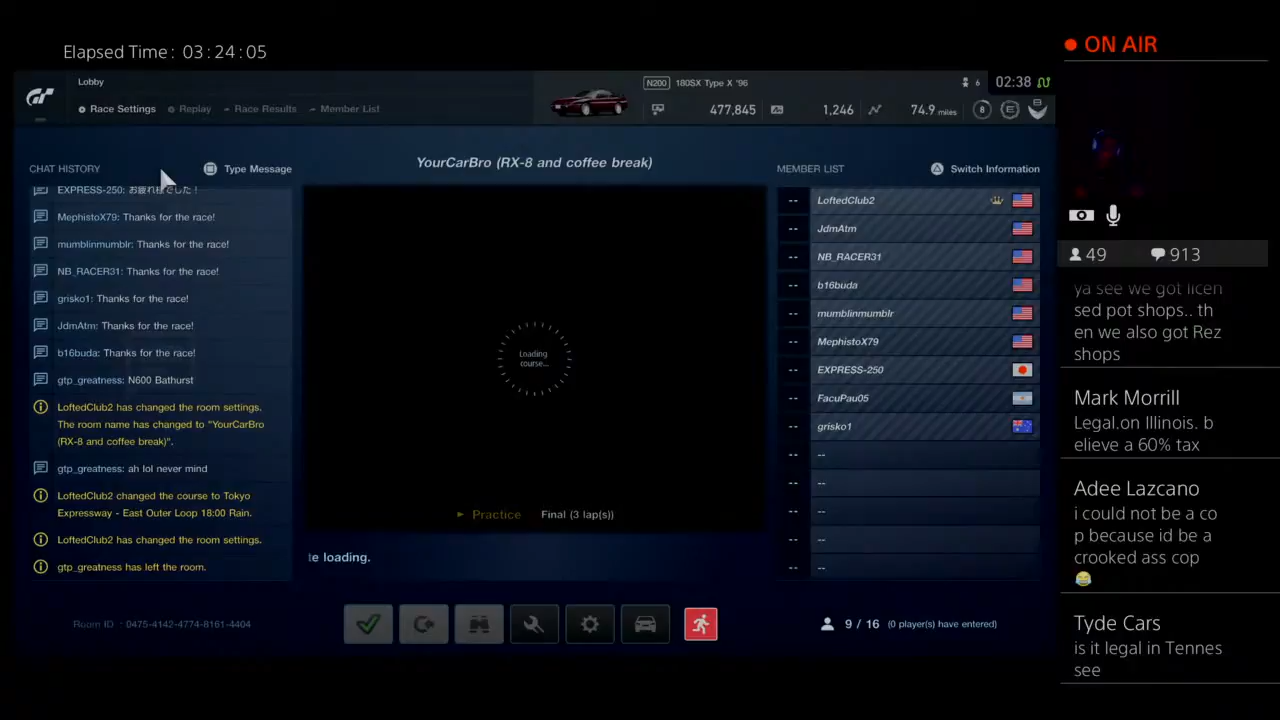 Elapsed Time: 03:24:05
ON AIR
Lobby
N200 180SX Type X '96
6
02:38
Race Settings
Replay
Race Results
Member List
477,845
1,246
74.9 miles
8
E
B
CHAT HISTORY
Type Message
YourCarBro (RX-8 and coffee break)
MEMBER LIST
Switch Information
EXPRESS-250: お疲れ様でした!
MephistoX79: Thanks for the race!
mumblinmumblr: Thanks for the race!
NB_RACER31: Thanks for the race!
grisko1: Thanks for the race!
JdmAtm: Thanks for the race!
b16buda: Thanks for the race!
gtp_greatness: N600 Bathurst
LoftedClub2 has changed the room settings.
The room name has changed to "YourCarBro
(RX-8 and coffee break)".
gtp_greatness: ah lol never mind
LoftedClub2 changed the course to Tokyo
Expressway - East Outer Loop 18:00 Rain.
LoftedClub2 has changed the room settings.
gtp_greatness has left the room.
Loading
course...
Practice
Final (3 lap(s))
te loading.
-- LoftedClub2
-- JdmAtm
-- NB_RACER31
-- b16buda
-- mumblinmumblr
-- MephistoX79
-- EXPRESS-250
-- FacuPau05
-- grisko1
-- --
-- --
-- --
-- --
-- --
Room ID : 0475-4142-4774-8161-4404
9 / 16 (0 player(s) have entered)
49
913
ya see we got licen
sed pot shops.. th
en we also got Rez
shops
Mark Morrill
Legal.on Illinois. b
elieve a 60% tax
Adee Lazcano
i could not be a co
p because id be a
crooked ass cop
😂
Tyde Cars
is it legal in Tennes
see